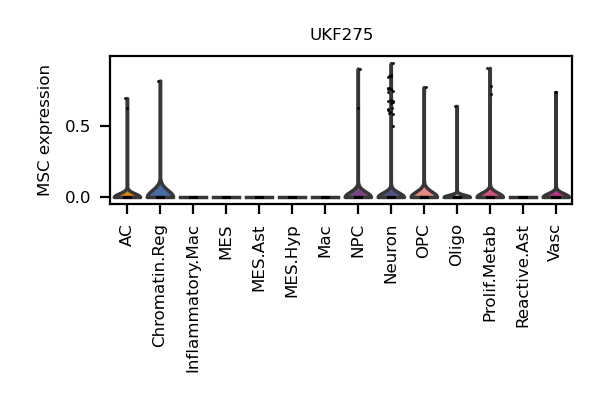 UKF275
MSC expression
0.5
0.0
AC
Chromatin.Reg
Inflammatory.Mac
MES
MES.Ast
MES.Hyp
Mac
NPC
Neuron
OPC
Oligo
Prolif.Metab
Reactive.Ast
Vasc